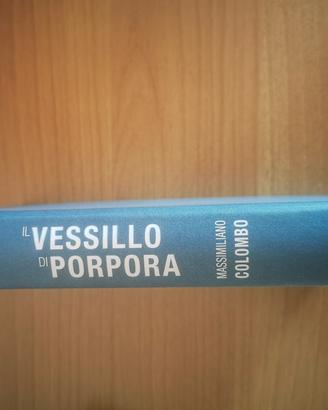 IL VESSILLO
DI PORPORA
MASSIMILIANO
COLOMBO